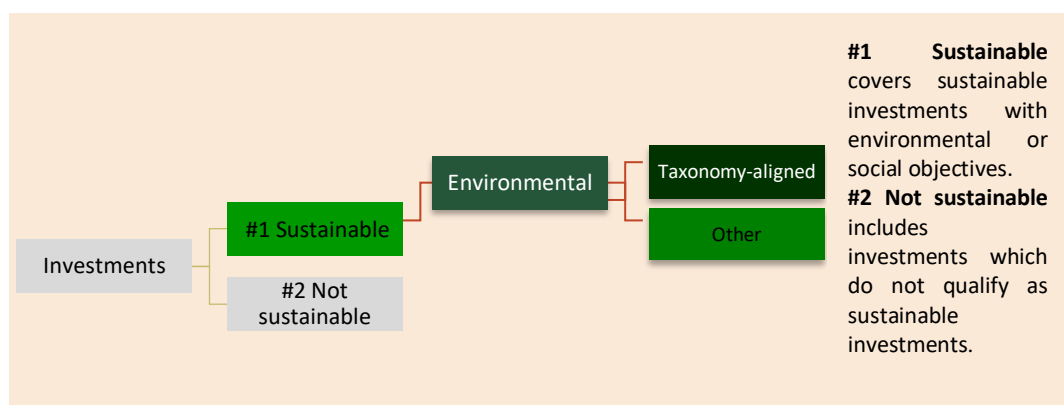 Investments
#1 Sustainable
#2 Not
sustainable
Environmental
Taxonomy-aligned
Other
#1 Sustainable
covers sustainable
investments with
environmental or
social objectives.
#2 Not sustainable
includes
investments which
do not qualify as
sustainable
investments.